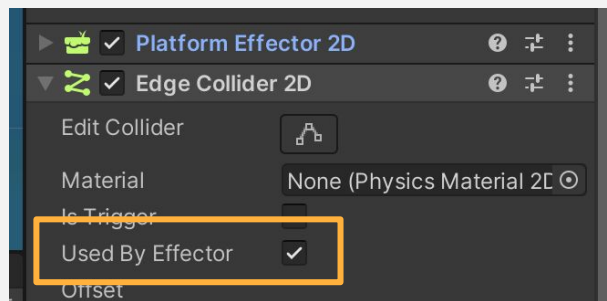 Platform Effector 2D
Edge Collider 2D
Edit Collider
Material None (Physics Material 2D
Is Trigger
Used By Effector
Offset